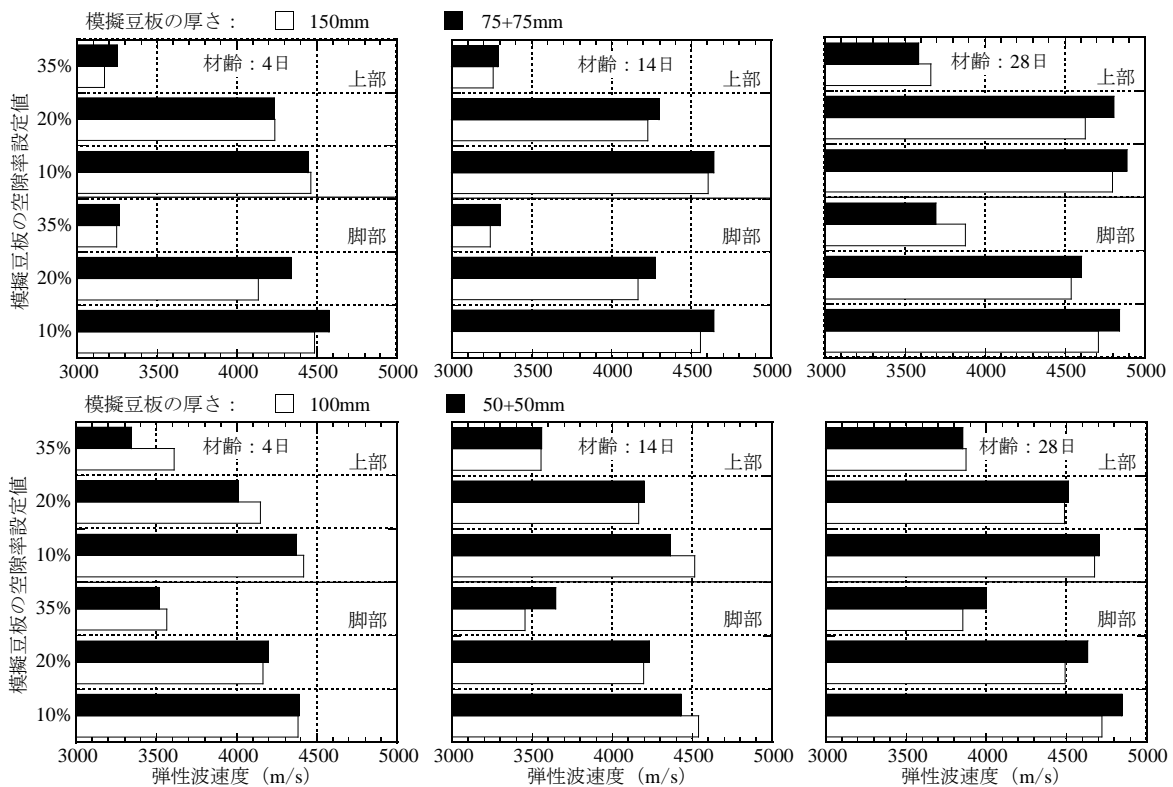 模擬豆板の厚さ： 150mm 75+75mm
模擬豆板の空隙率設定値
35%
20%
10%
35%
20%
10%
材齢：4日
上部
脚部
3000 3500 4000 4500 5000
材齢：14日
上部
脚部
3000 3500 4000 4500 5000
材齢：28日
上部
脚部
3000 3500 4000 4500 5000
模擬豆板の厚さ： 100mm 50+50mm
模擬豆板の空隙率設定値
35%
20%
10%
35%
20%
10%
材齢：4日
上部
脚部
3000 3500 4000 4500 5000
弾性波速度（m/s）
材齢：14日
上部
脚部
3000 3500 4000 4500 5000
弾性波速度（m/s）
材齢：28日
上部
脚部
3000 3500 4000 4500 5000
弾性波速度（m/s）